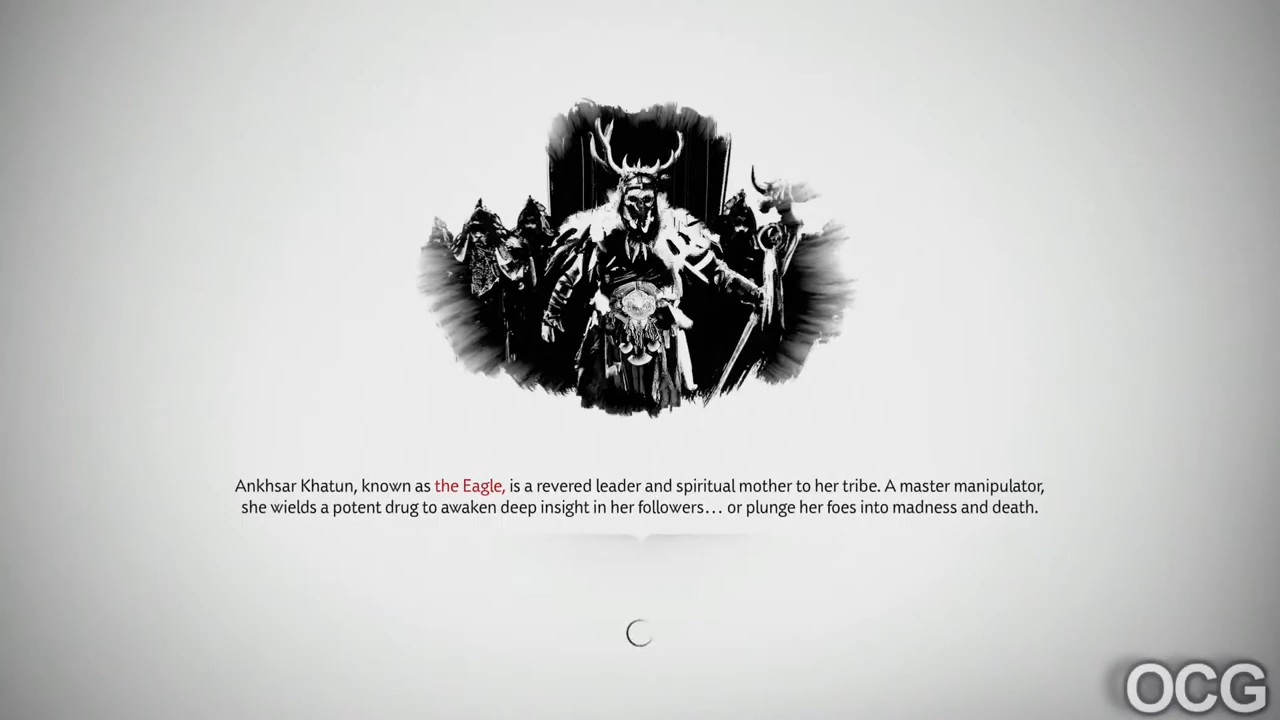 Ankhsar Khatun, known as the Eagle, is a revered leader and spiritual mother to her tribe. A master manipulator,
she wields a potent drug to awaken deep insight in her followers… or plunge her foes into madness and death.
OCG